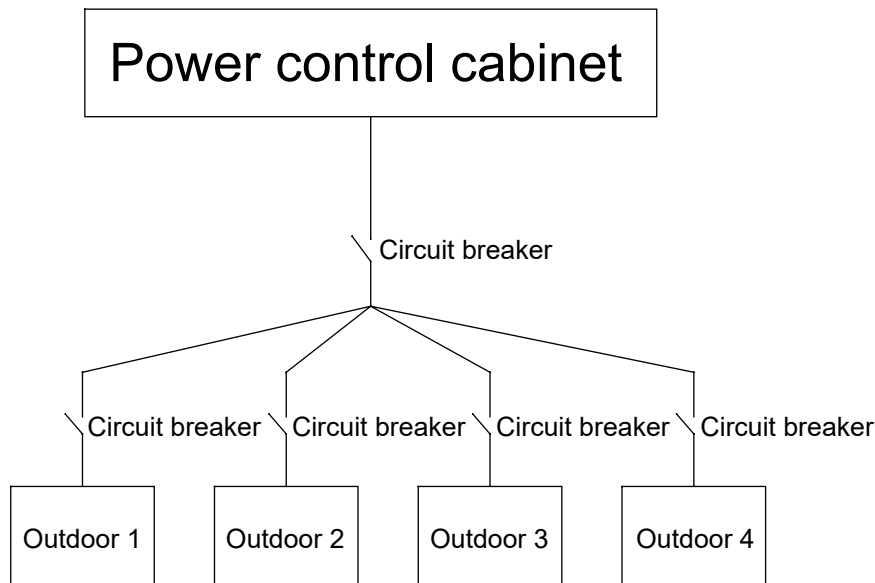 Power control cabinet
Circuit breaker
Circuit breaker
Circuit breaker
Circuit breaker
Circuit breaker
Outdoor 1
Outdoor 2
Outdoor 3
Outdoor 4